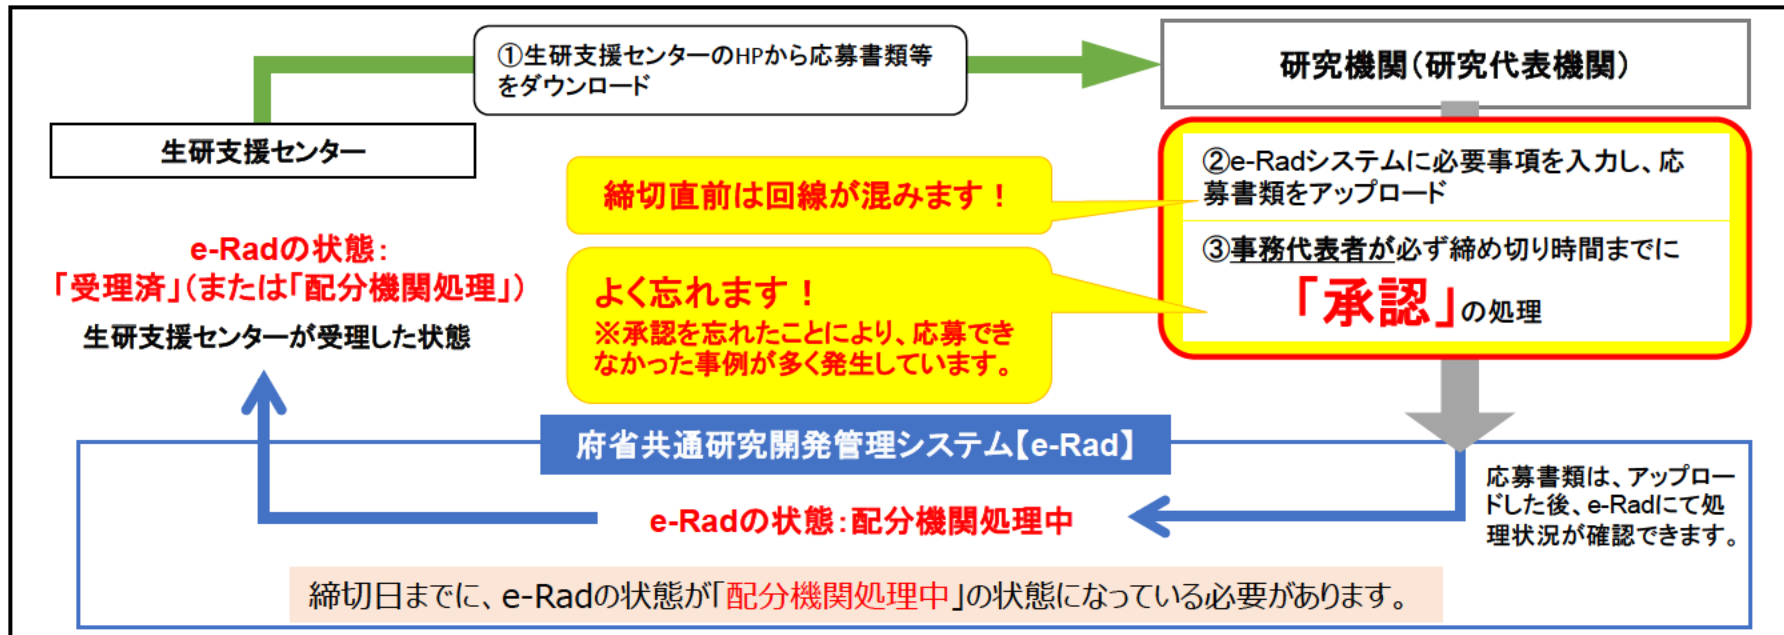 ①生研支援センターのHPから応募書類等
をダウンロード
研究機関（研究代表機関）
生研支援センター
②e-Radシステムに必要事項を入力し、応
募書類をアップロード
締切直前は回線が混みます！
③事務代表者が必ず締め切り時間までに
「承認」の処理
よく忘れます！
※承認を忘れたことにより、応募でき
なかった事例が多く発生しています。
e-Radの状態：
「受理済」（または「配分機関処理」）
生研支援センターが受理した状態
府省共通研究開発管理システム【e-Rad】
応募書類は、アップロー
ドした後、e-Radにて処
理状況が確認できます。
e-Radの状態：配分機関処理中
締切日までに、e-Radの状態が「配分機関処理中」の状態になっている必要があります。